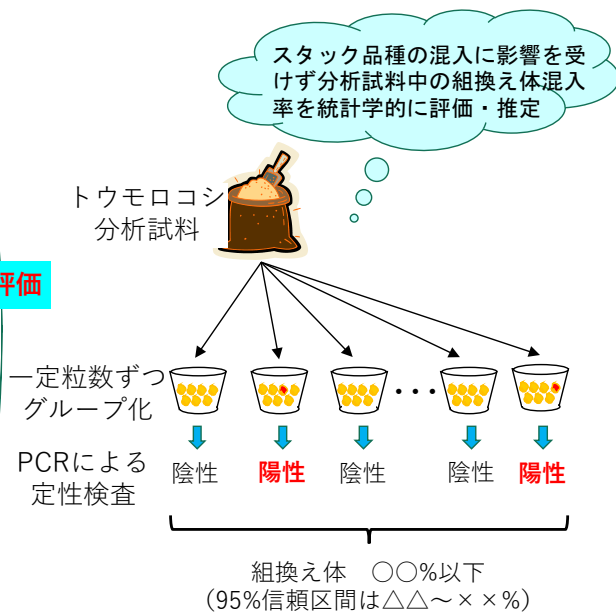 スタック品種の混入に影響を受
けず分析試料中の組換え体混入
率を統計学的に評価・推定
トウモロコシ
分析試料
評価
一定粒数ずつ
グループ化
・・・
PCRによる
定性検査
陰性
陽性
陰性
陰性
陽性
組換え体　○○%以下
(95%信頼区間は△△～××%)